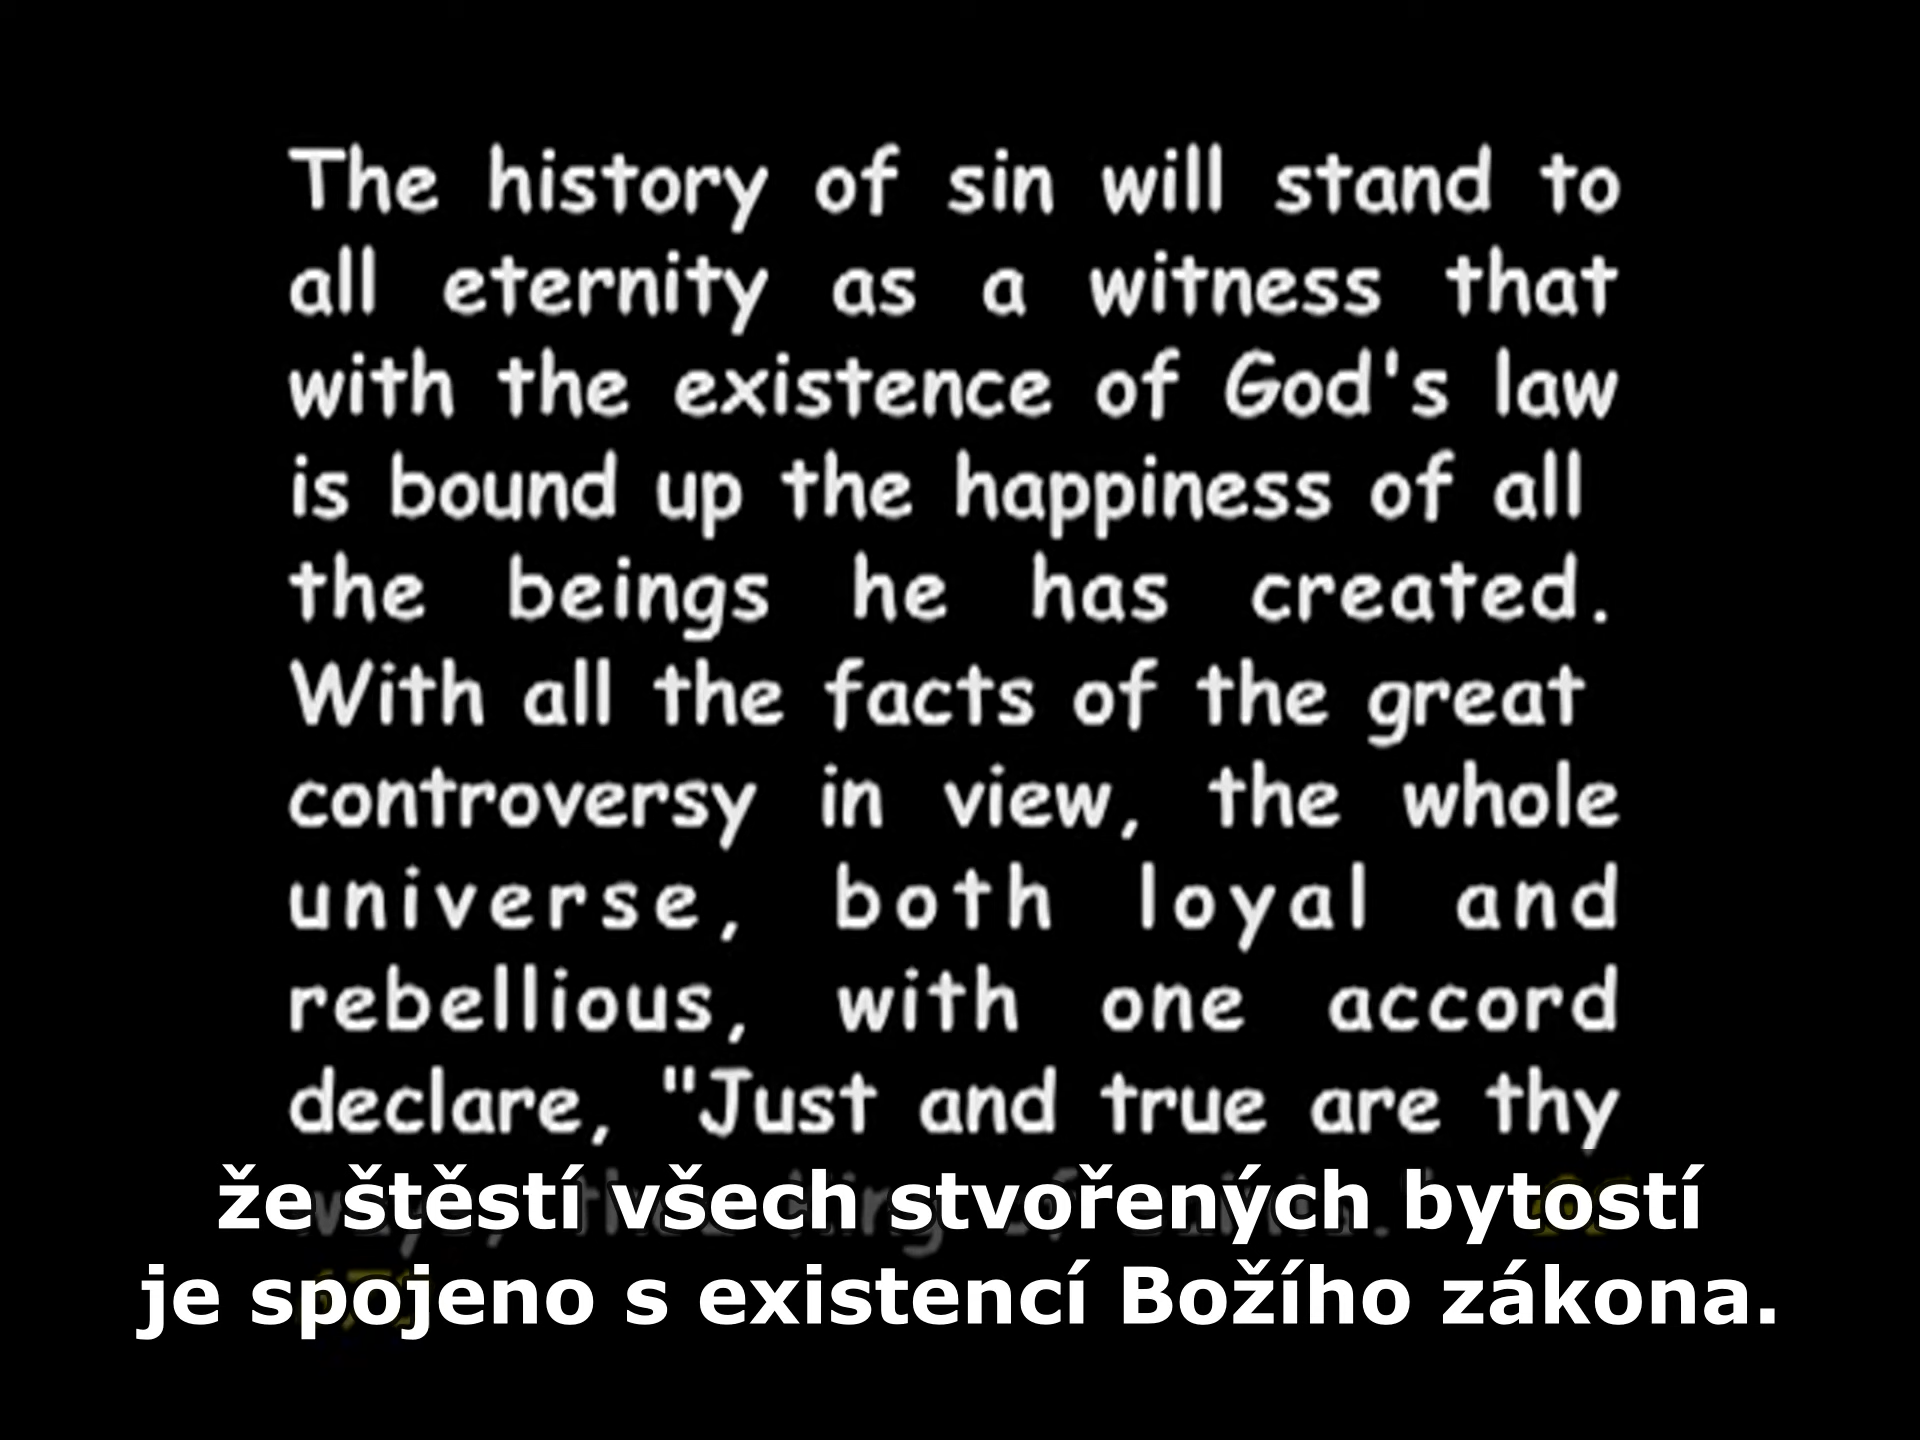 The history of sin will stand to
all eternity as a witness that
with the existence of God's law
is bound up the happiness of all
the beings he has created.
With all the facts of the great
controversy in view, the whole
universe, both loyal and
rebellious, with one accord
declare, "Just and true are thy
že štěstí všech stvořených bytostí
je spojeno s existencí Božího zákona.